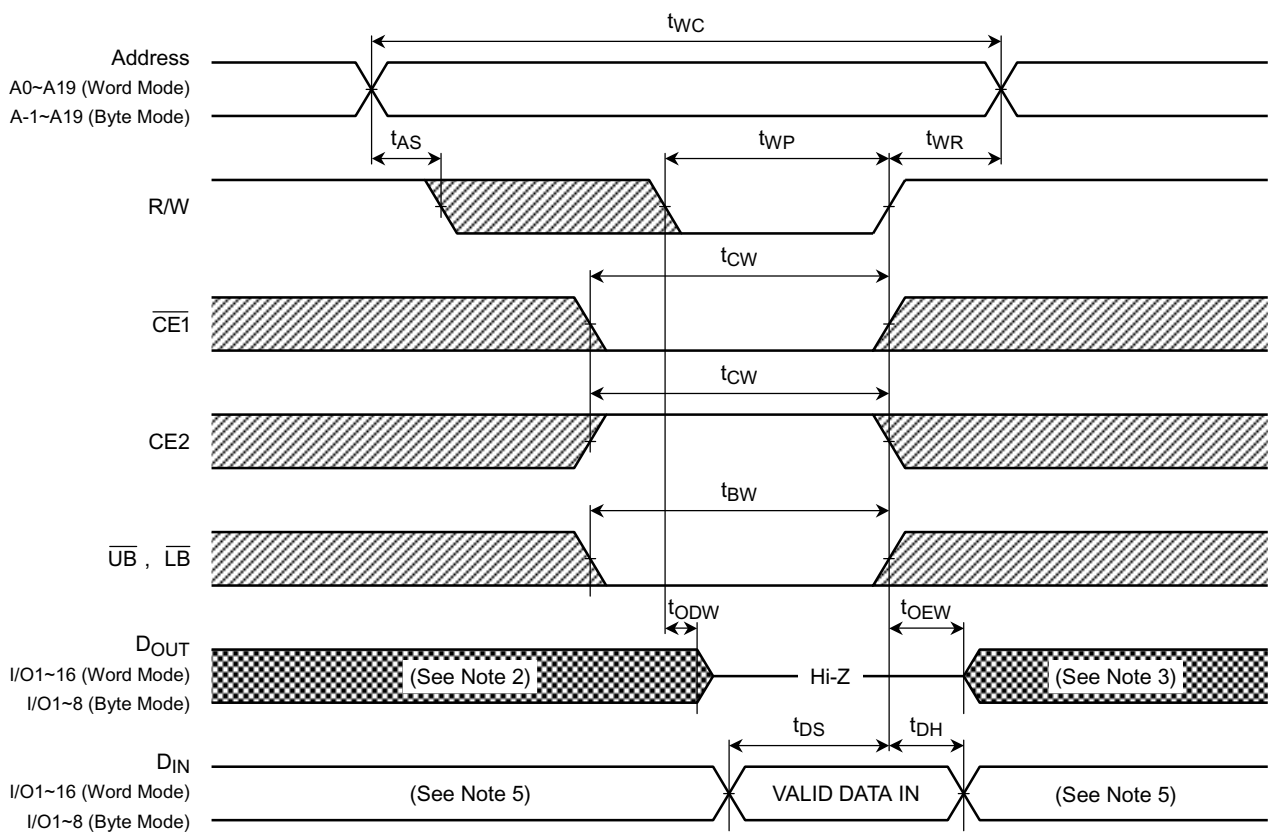 tWC
Address
A0~A19 (Word Mode)
A-1~A19 (Byte Mode)
tAS
tWP
tWR
R/W
tCW
CE1
tCW
CE2
tBW
UB , LB
tODW
tOEW
DOUT
I/O1~16 (Word Mode)
I/O1~8 (Byte Mode)
(See Note 2)
Hi-Z
(See Note 3)
tDS
tDH
DIN
I/O1~16 (Word Mode)
I/O1~8 (Byte Mode)
(See Note 5)
VALID DATA IN
(See Note 5)